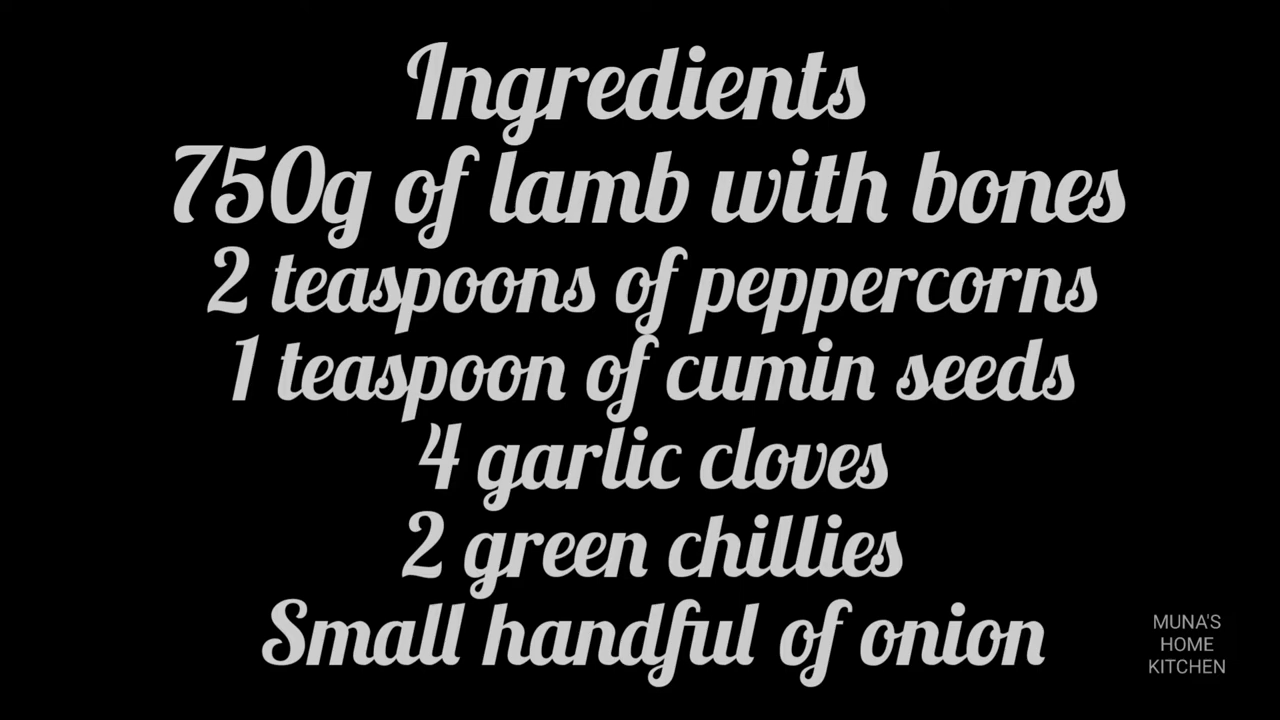 Ingredients
750g of lamb with bones
2 teaspoons of peppercorns
1 teaspoon of cumin seeds
4 garlic cloves
2 green chillies
Small handful of onion
MUNA'S
HOME
KITCHEN